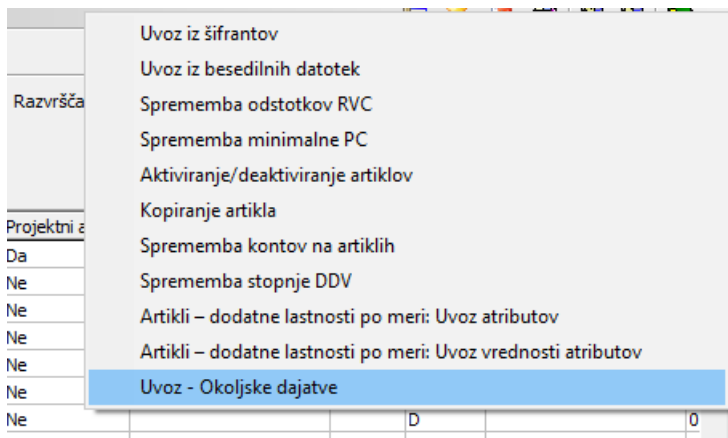 Uvoz iz šifrantov
Uvoz iz besedilnih datotek
Razvršča
Sprememba odstotkov RVC
Sprememba minimalne PC
Aktiviranje/deaktiviranje artiklov
Kopiranje artikla
Projektni a
Sprememba kontov na artiklih
Da
Sprememba stopnje DDV
Ne
Ne
Artikli – dodatne lastnosti po meri: Uvoz atributov
Ne
Artikli – dodatne lastnosti po meri: Uvoz vrednosti atributov
Ne
Uvoz - Okoljske dajatve
Ne
Ne D 0